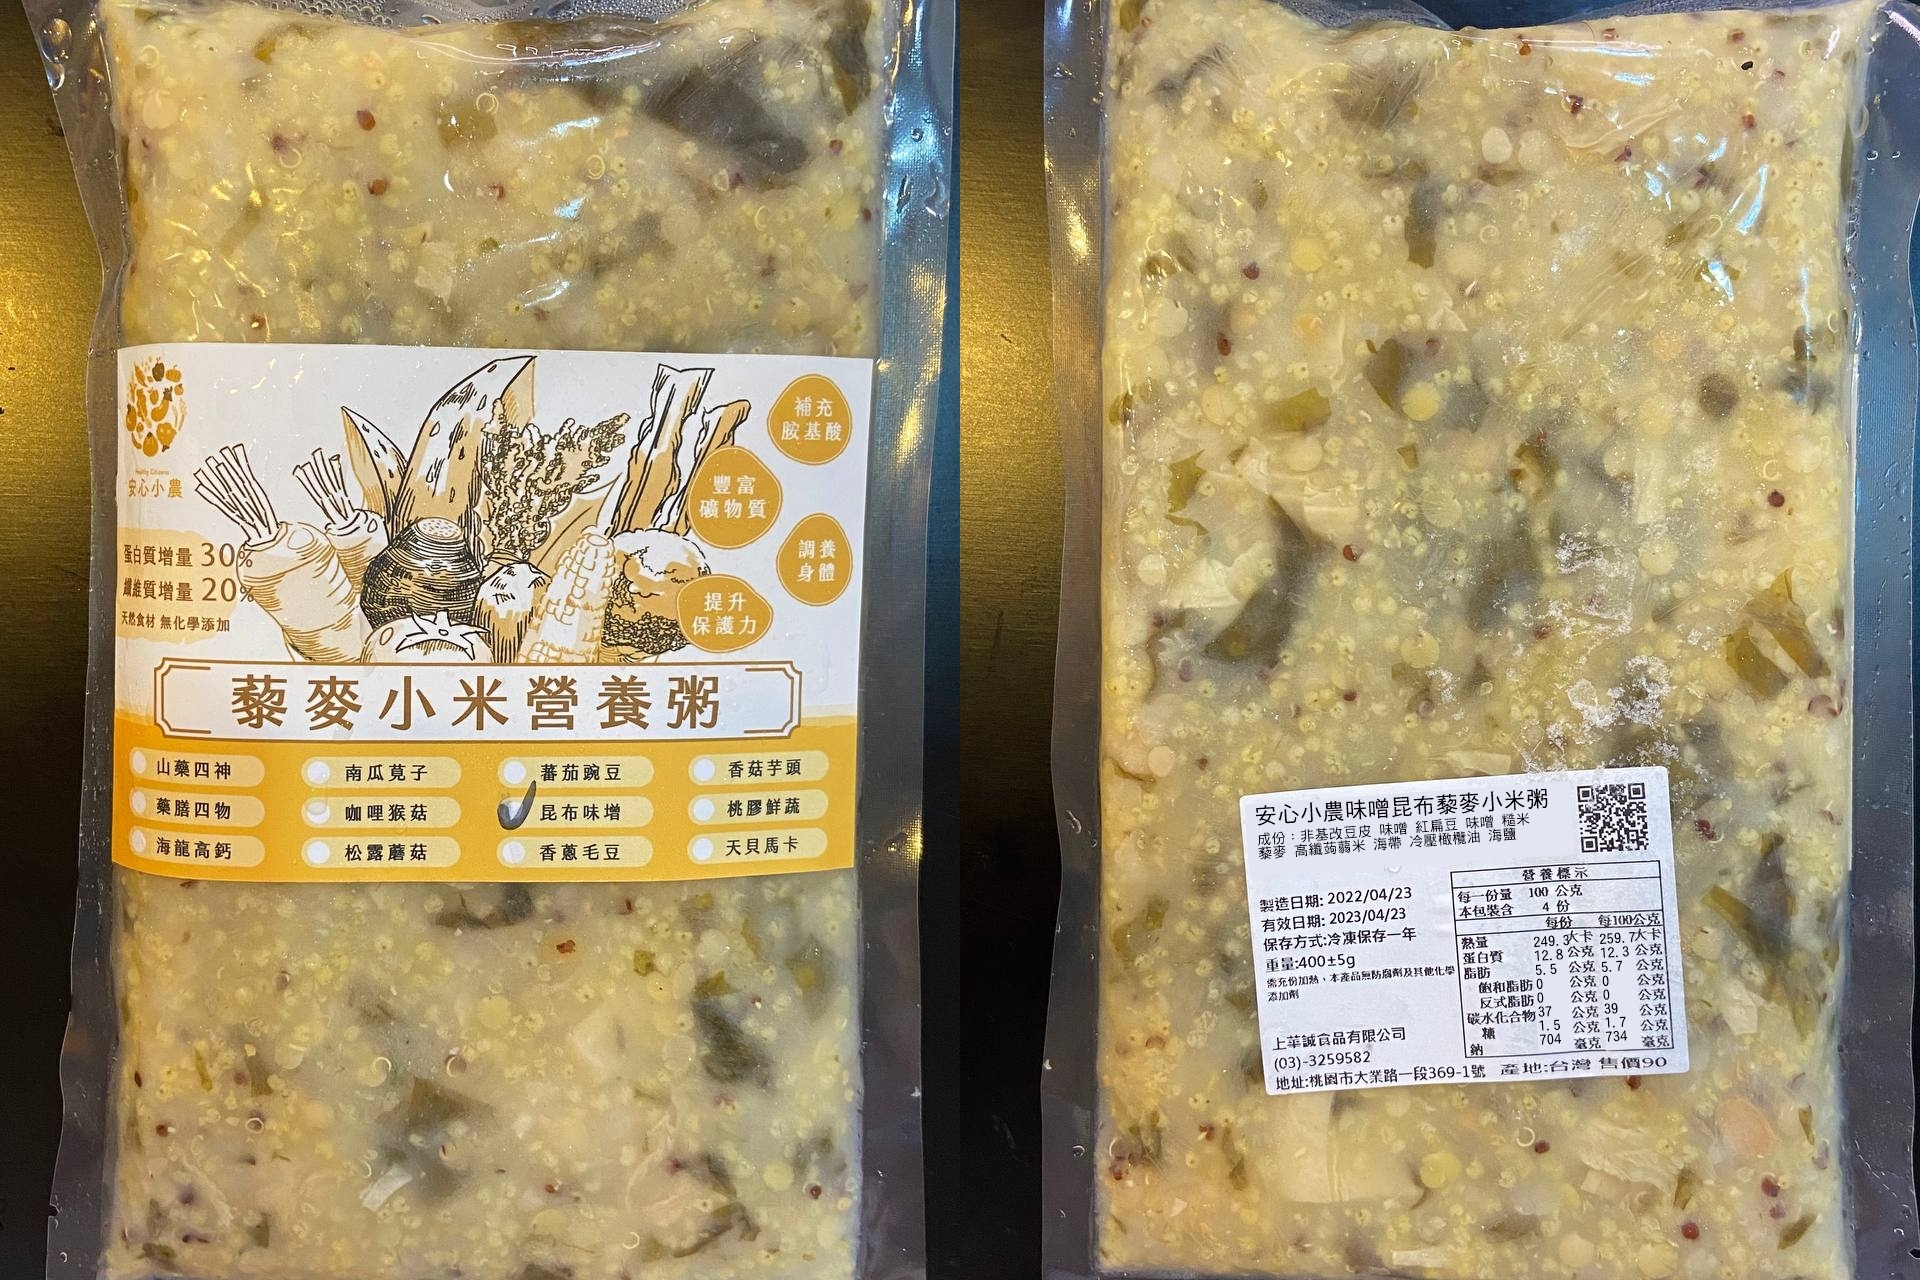 Healthy Citizens
安心小農
蛋白質增量 30%
纖維質增量 20%
天然食材 無化學添加
補充
胺基酸
豐富
礦物質
調養
身體
提升
保護力
藜麥小米營養粥
山藥四神
南瓜莧子
蕃茄豌豆
香菇芋頭
藥膳四物
咖哩猴菇
昆布味增
桃膠鮮蔬
海龍高鈣
松露蘑菇
香蔥毛豆
天貝馬卡
安心小農味噌昆布藜麥小米粥
成份：非基改豆皮 味噌 紅扁豆 味噌 糙米
藜麥 高纖蒟蒻米 海帶 冷壓橄欖油 海鹽
製造日期: 2022/04/23
有效日期: 2023/04/23
保存方式:冷凍保存一年
重量:400±5g
需充份加熱，本產品無防腐劑及其他化學
添加劑
上華誠食品有限公司
(03)-3259582
地址:桃園市大業路一段369-1號 產地:台灣 售價90
營養標示
每一份量 100 公克
本包裝含 4 份
每份 每100公克
熱量 249.3大卡 259.7大卡
蛋白質 12.8公克 12.3公克
脂肪 5.5 公克 5.7 公克
飽和脂肪 0 公克 0 公克
反式脂肪 0 公克 0 公克
碳水化合物 37 公克 39 公克
糖 1.5 公克 1.7 公克
鈉 704 毫克 734 毫克